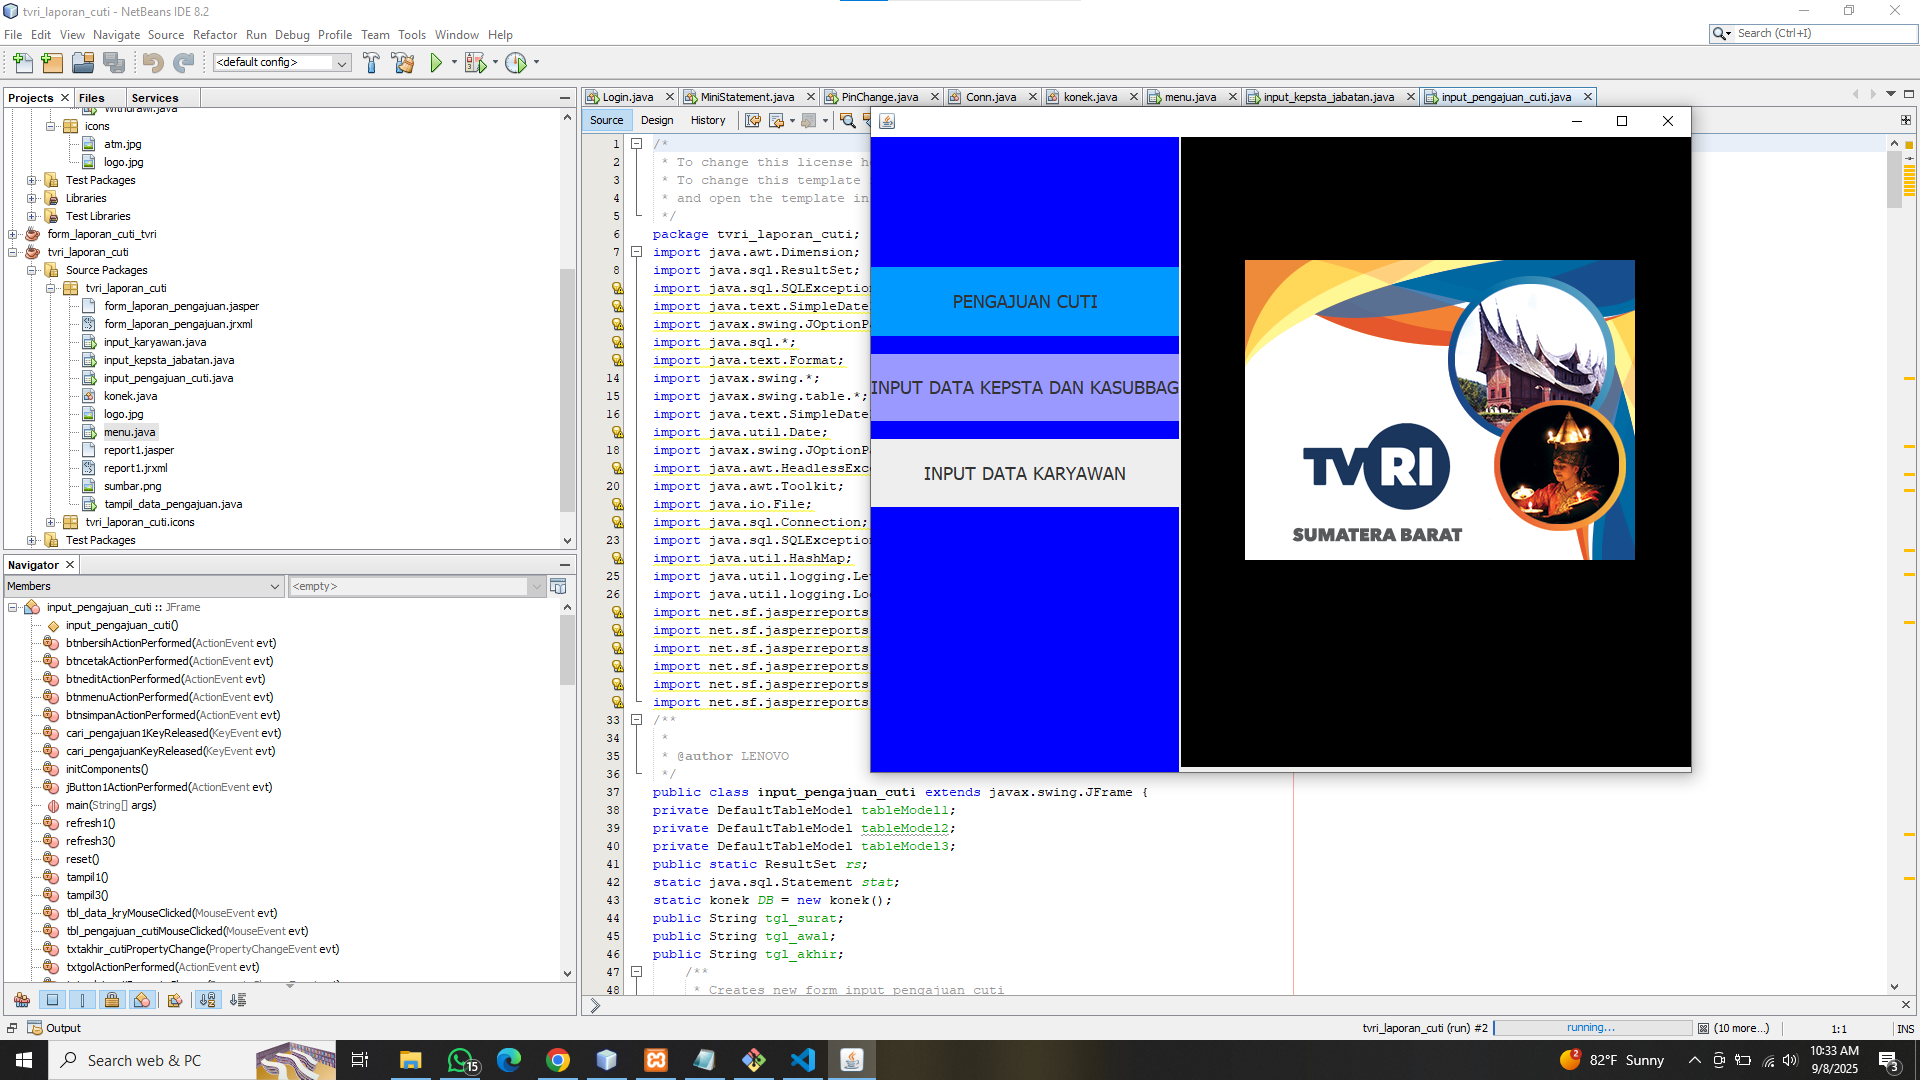 tvri_laporan_cuti - NetBeans IDE 8.2
File Edit View Navigate Source Refactor Run Debug Profile Team Tools Window Help
Search (Ctrl+I)
<default config>
Projects Files Services
Login.java MiniStatement.java PinChange.java Conn.java konek.java menu.java input_kepsta_jabatan.java input_pengajuan_cuti.java
Source Design History
Withdrawl.java
icons
atm.jpg
logo.jpg
Test Packages
Libraries
Test Libraries
form_laporan_cuti_tvri
tvri_laporan_cuti
Source Packages
tvri_laporan_cuti
form_laporan_pengajuan.jasper
form_laporan_pengajuan.jrxml
input_karyawan.java
input_kepsta_jabatan.java
input_pengajuan_cuti.java
konek.java
logo.jpg
menu.java
report1.jasper
report1.jrxml
sumbar.png
tampil_data_pengajuan.java
tvri_laporan_cuti.icons
Test Packages
Navigator
Members <empty>
input_pengajuan_cuti :: JFrame
input_pengajuan_cuti()
btnbersihActionPerformed(ActionEvent evt)
btncetakActionPerformed(ActionEvent evt)
btneditActionPerformed(ActionEvent evt)
btnmenuActionPerformed(ActionEvent evt)
btnsimpanActionPerformed(ActionEvent evt)
cari_pengajuan1KeyReleased(KeyEvent evt)
cari_pengajuanKeyReleased(KeyEvent evt)
initComponents()
jButton1ActionPerformed(ActionEvent evt)
main(String[] args)
refresh1()
refresh3()
reset()
tampil1()
tampil3()
tbl_data_kryMouseClicked(MouseEvent evt)
tbl_pengajuan_cutiMouseClicked(MouseEvent evt)
txtakhir_cutiPropertyChange(PropertyChangeEvent evt)
txtgolActionPerformed(ActionEvent evt)
1 /*
2 * To change this license h
3 * To change this template
4 * and open the template in
5 */
6 package tvri_laporan_cuti;
7 import java.awt.Dimension;
8 import java.sql.ResultSet;
import java.sql.SQLException
import java.text.SimpleDateF
import javax.swing.JOptionPa
import java.sql.*;
import java.text.Format;
14 import javax.swing.*;
15 import javax.swing.table.*;
16 import java.text.SimpleDateF
import java.util.Date;
18 import javax.swing.JOptionPa
import java.awt.HeadlessExce
20 import java.awt.Toolkit;
import java.io.File;
import java.sql.Connection;
23 import java.sql.SQLException
import java.util.HashMap;
25 import java.util.logging.Le
26 import java.util.logging.Lo
import net.sf.jasperreports
import net.sf.jasperreports
import net.sf.jasperreports
import net.sf.jasperreports
import net.sf.jasperreports
import net.sf.jasperreports
33 /**
34 *
35 * @author LENOVO
36 */
37 public class input_pengajuan_cuti extends javax.swing.JFrame {
38 private DefaultTableModel tableModel1;
39 private DefaultTableModel tableModel2;
40 private DefaultTableModel tableModel3;
41 public static ResultSet rs;
42 static java.sql.Statement stat;
43 static konek DB = new konek();
44 public String tgl_surat;
45 public String tgl_awal;
46 public String tgl_akhir;
47 /**
48 * Creates new form input_pengajuan_cuti
PENGAJUAN CUTI
INPUT DATA KEPSTA DAN KASUBBAG
INPUT DATA KARYAWAN
TVRI
SUMATERA BARAT
Output
tvri_laporan_cuti (run) #2 running... (10 more...) 1:1 INS
Search web & PC
15
2 82°F Sunny
10:33 AM
9/8/2025
3